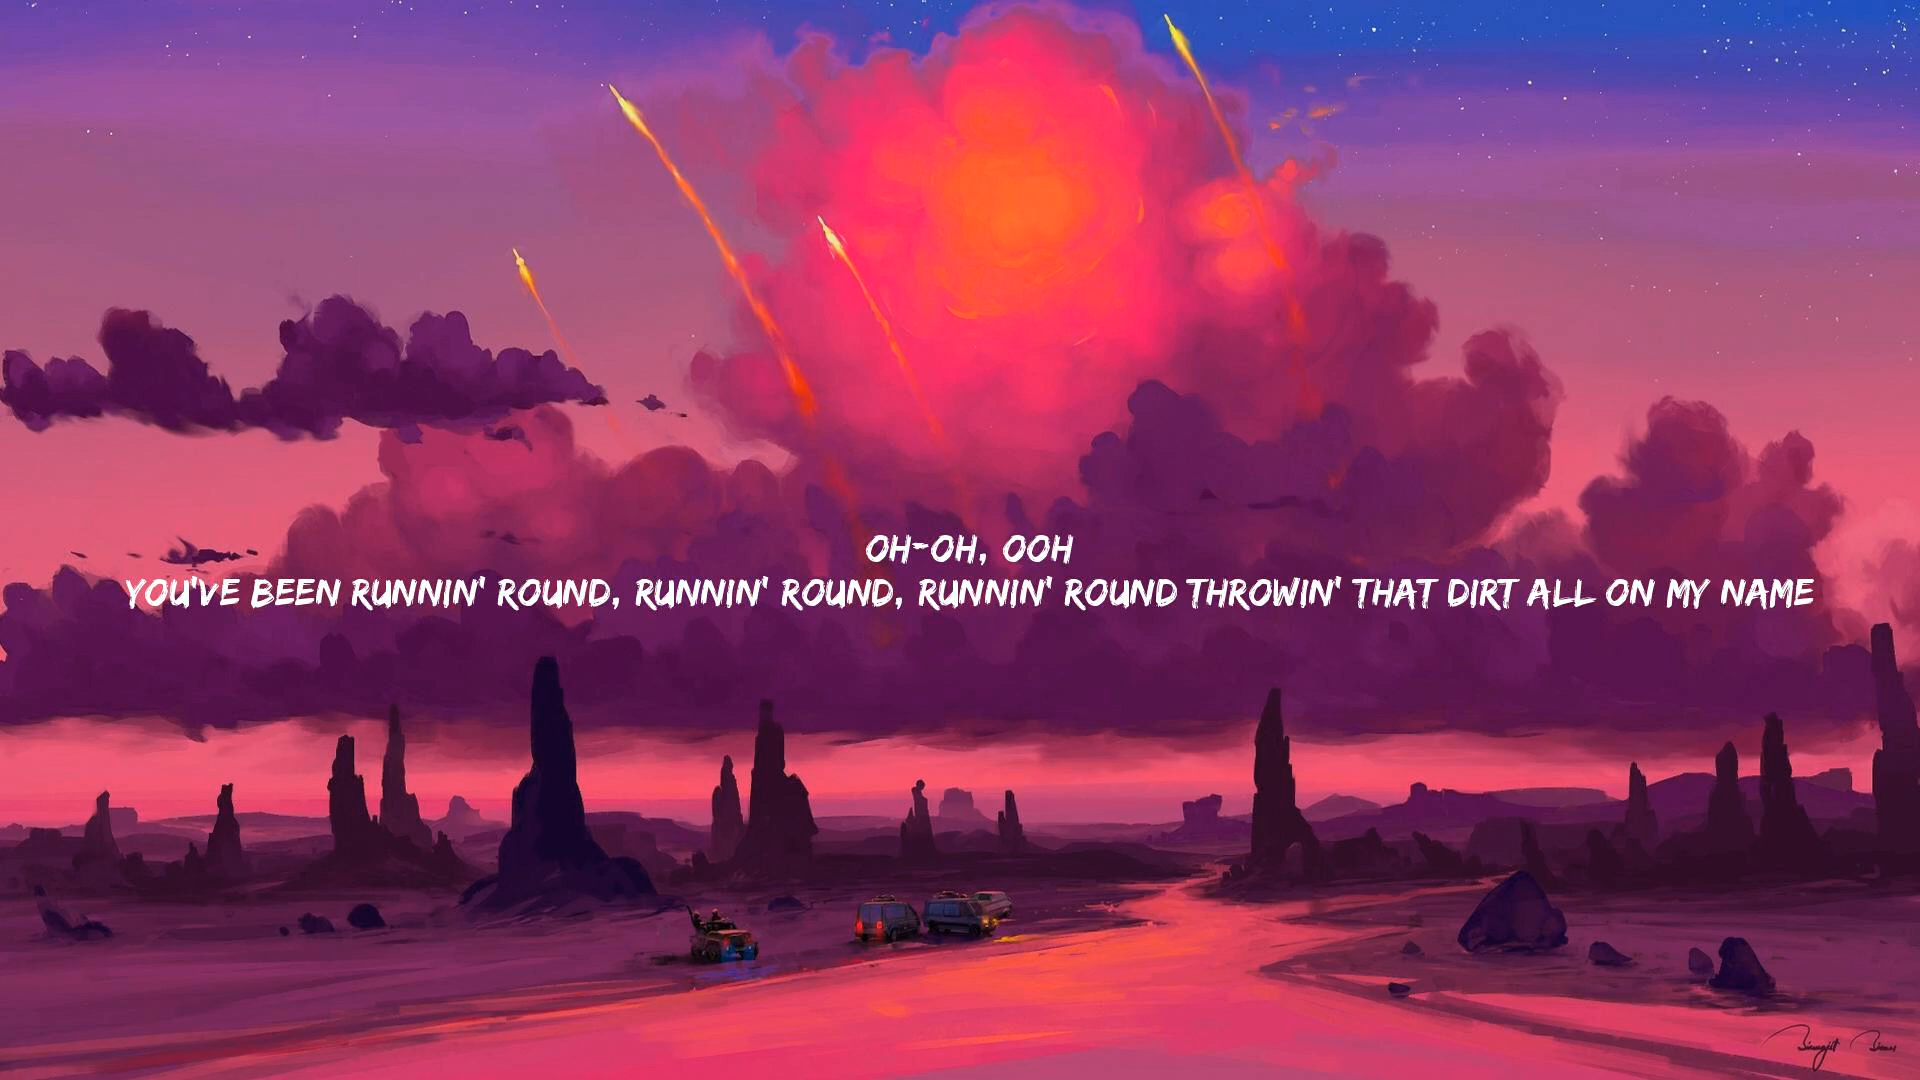 OH-OH, OOH
YOU'VE BEEN RUNNIN' ROUND, RUNNIN' ROUND, RUNNIN' ROUND THROWIN' THAT DIRT ALL ON MY NAME